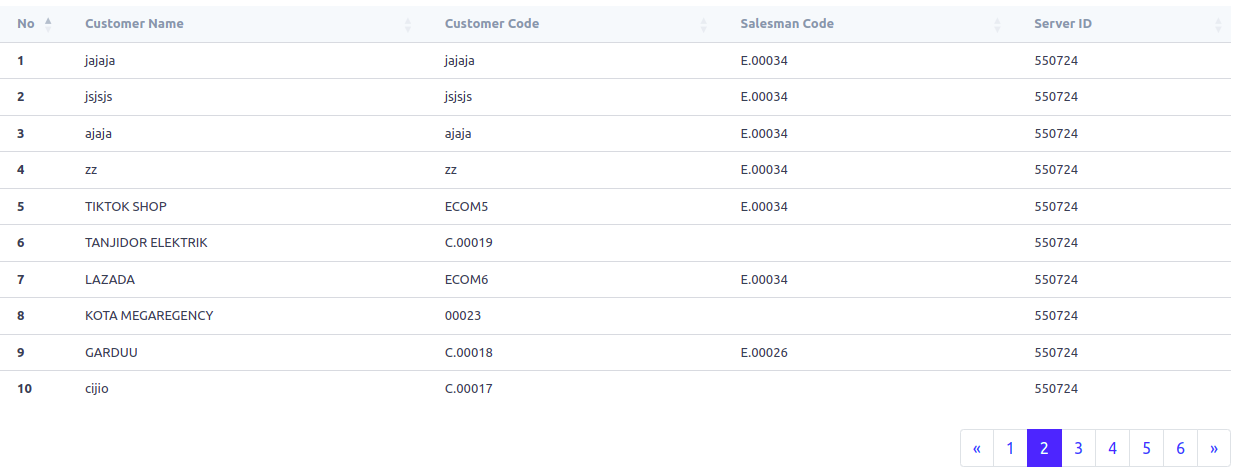 No Customer Name Customer Code Salesman Code Server ID
1 jajaja jajaja E.00034 550724
2 jsjsjs jsjsjs E.00034 550724
3 ajaja ajaja E.00034 550724
4 zz zz E.00034 550724
5 TIKTOK SHOP ECOM5 E.00034 550724
6 TANJIDOR ELEKTRIK C.00019 550724
7 LAZADA ECOM6 E.00034 550724
8 KOTA MEGAREGENCY 00023 550724
9 GARDUU C.00018 E.00026 550724
10 cijio C.00017 550724
« 1 2 3 4 5 6 »